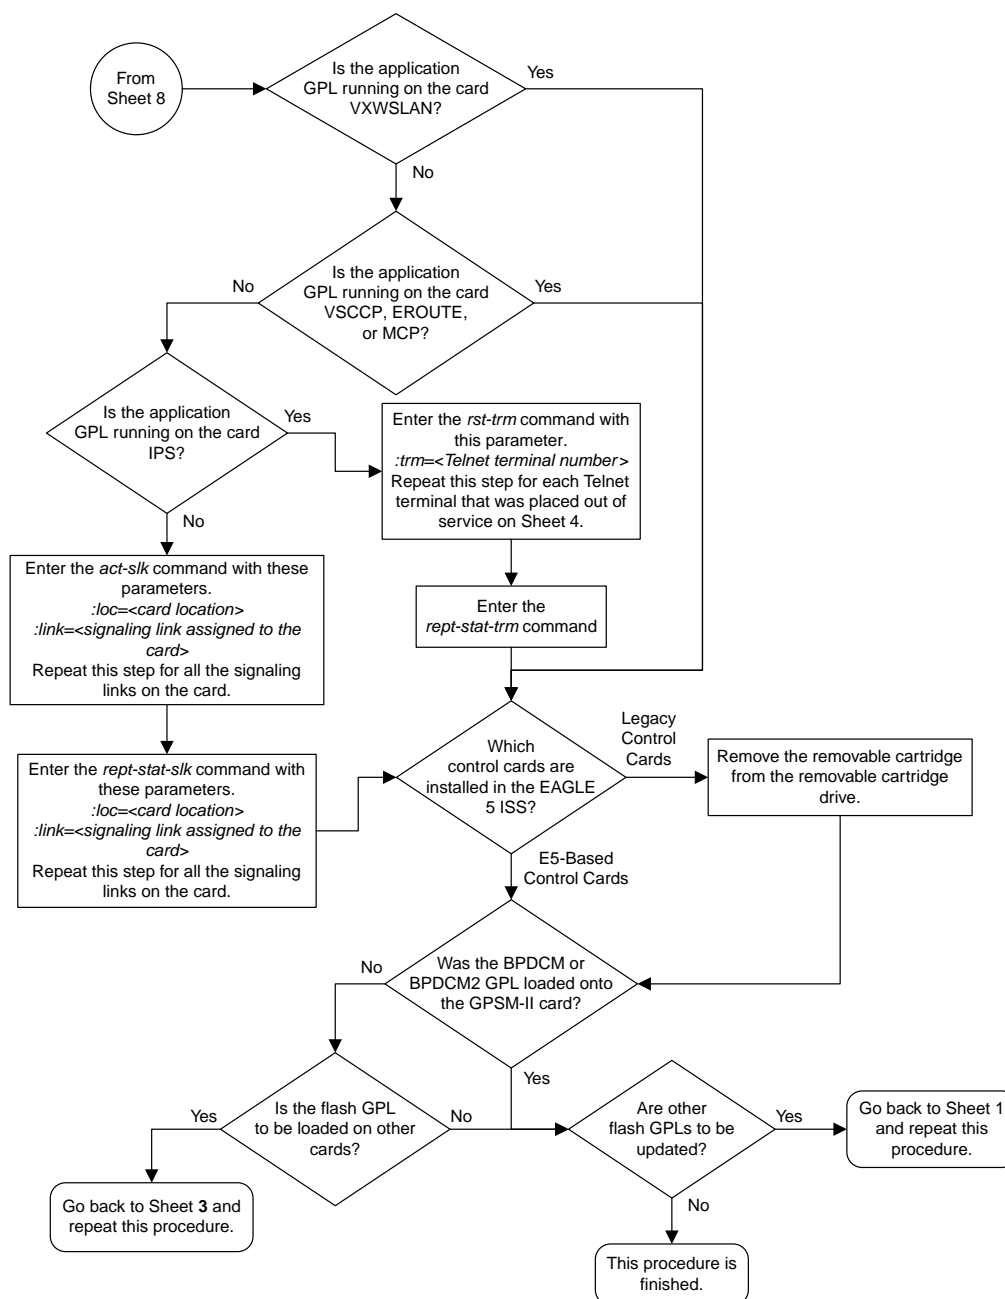 From
Sheet 8
Is the application
GPL running on the card
VXWSLAN?
Yes
No
Is the application
GPL running on the card
VSCCP, EROUTE,
or MCP?
No
Yes
Is the application
GPL running on the card
IPS?
Yes
No
Enter the rst-trm command with
this parameter.
:trm=<Telnet terminal number>
Repeat this step for each Telnet
terminal that was placed out of
service on Sheet 4.
Enter the
rept-stat-trm command
Enter the act-slk command with these
parameters.
:loc=<card location>
:link=<signaling link assigned to the
card>
Repeat this step for all the signaling
links on the card.
Enter the rept-stat-slk command with
these parameters.
:loc=<card location>
:link=<signaling link assigned to the
card>
Repeat this step for all the signaling
links on the card.
Which
control cards are
installed in the EAGLE
5 ISS?
Legacy
Control
Cards
Remove the removable cartridge
from the removable cartridge
drive.
E5-Based
Control Cards
Was the BPDCM or
BPDCM2 GPL loaded onto
the GPSM-II card?
No
Yes
Is the flash GPL
to be loaded on other
cards?
Yes
No
Go back to Sheet 3 and
repeat this procedure.
Are other
flash GPLs to be
updated?
Yes
No
Go back to Sheet 1
and repeat this
procedure.
This procedure is
finished.